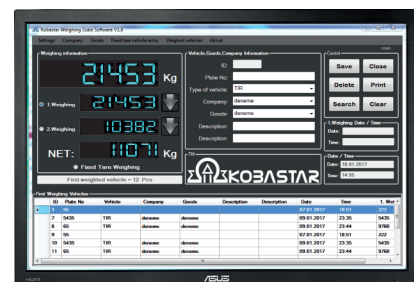 Kobastar Weighing Scale Software V3.0
Settings Company Goods Fixed tare vehicle entry Weighed vehicles About
Weighing information
21453 Kg
1.Weighing 21453
2.Weighing 10382
NET: 11071 Kg
Fixed Tare Weighing
First weighted vehicle - 12 Pcs
Vehicle, Goods, Company Information
ID:
Plate No:
Type of vehicle: TIR
Company: deneme
Goods: deneme
Description:
Description:
KOBASTAR
Control
Save Close
Delete Print
Search Clear
1.Weighing Date / Time
Date:
Time:
Date / Time
Date: 10.01.2017
Time: 14:55
First Weighing Vehicles
ID Plate No Vehicle Company Goods Description Description Date Time 1. Wei
3 55 07.01.2017 18:51 222
7 5435 TIR deneme deneme 09.01.2017 23:35 5435
8 65 TIR deneme deneme 09.01.2017 23:44 9760
9 55 07.01.2017 18:51 222
10 5435 TIR deneme deneme 09.01.2017 23:35 5435
11 65 TIR deneme deneme 09.01.2017 23:44 9760
HDMI
ASUS